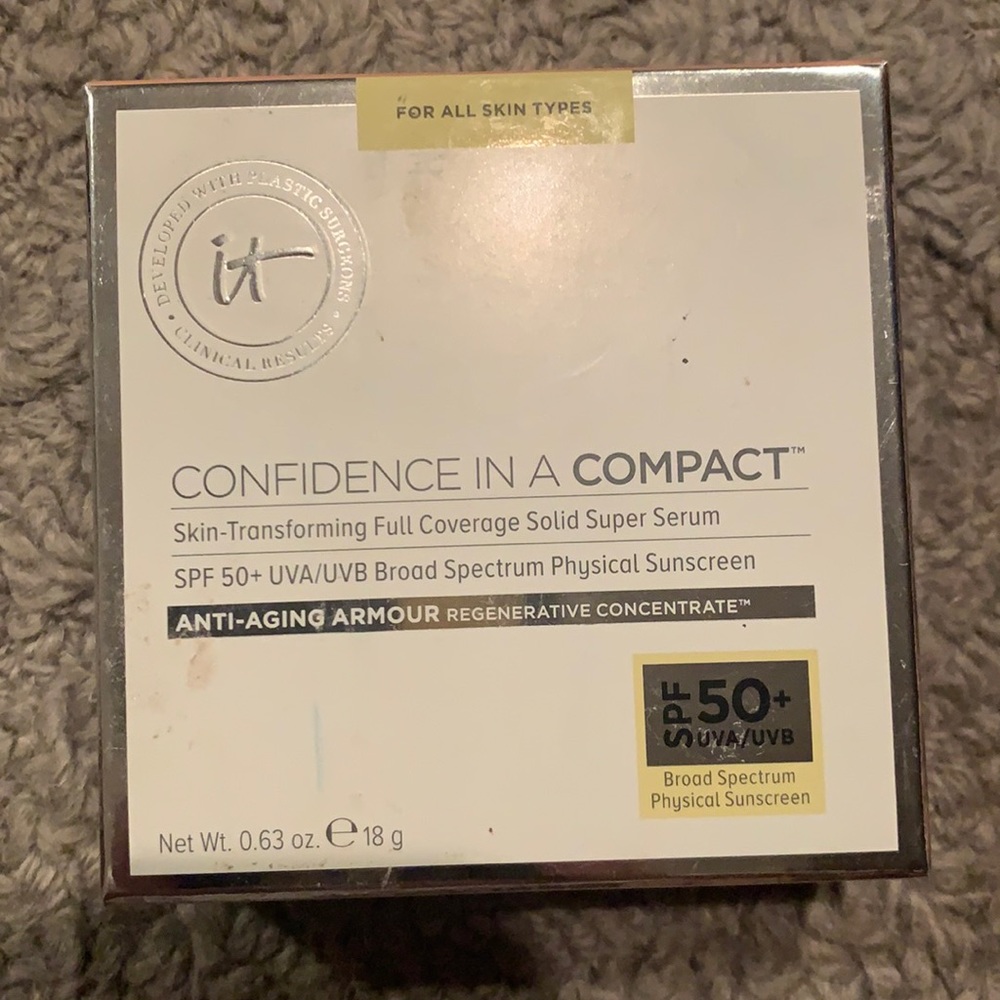 FOR ALL SKIN TYPES
DEVELOPED WITH PLASTIC SURGEONS • CLINICAL RESULTS •
it
CONFIDENCE IN A COMPACT™
Skin-Transforming Full Coverage Solid Super Serum
SPF 50+ UVA/UVB Broad Spectrum Physical Sunscreen
ANTI-AGING ARMOUR REGENERATIVE CONCENTRATE™
SPF 50+
UVA/UVB
Broad Spectrum
Physical Sunscreen
Net Wt. 0.63 oz. ℮ 18 g